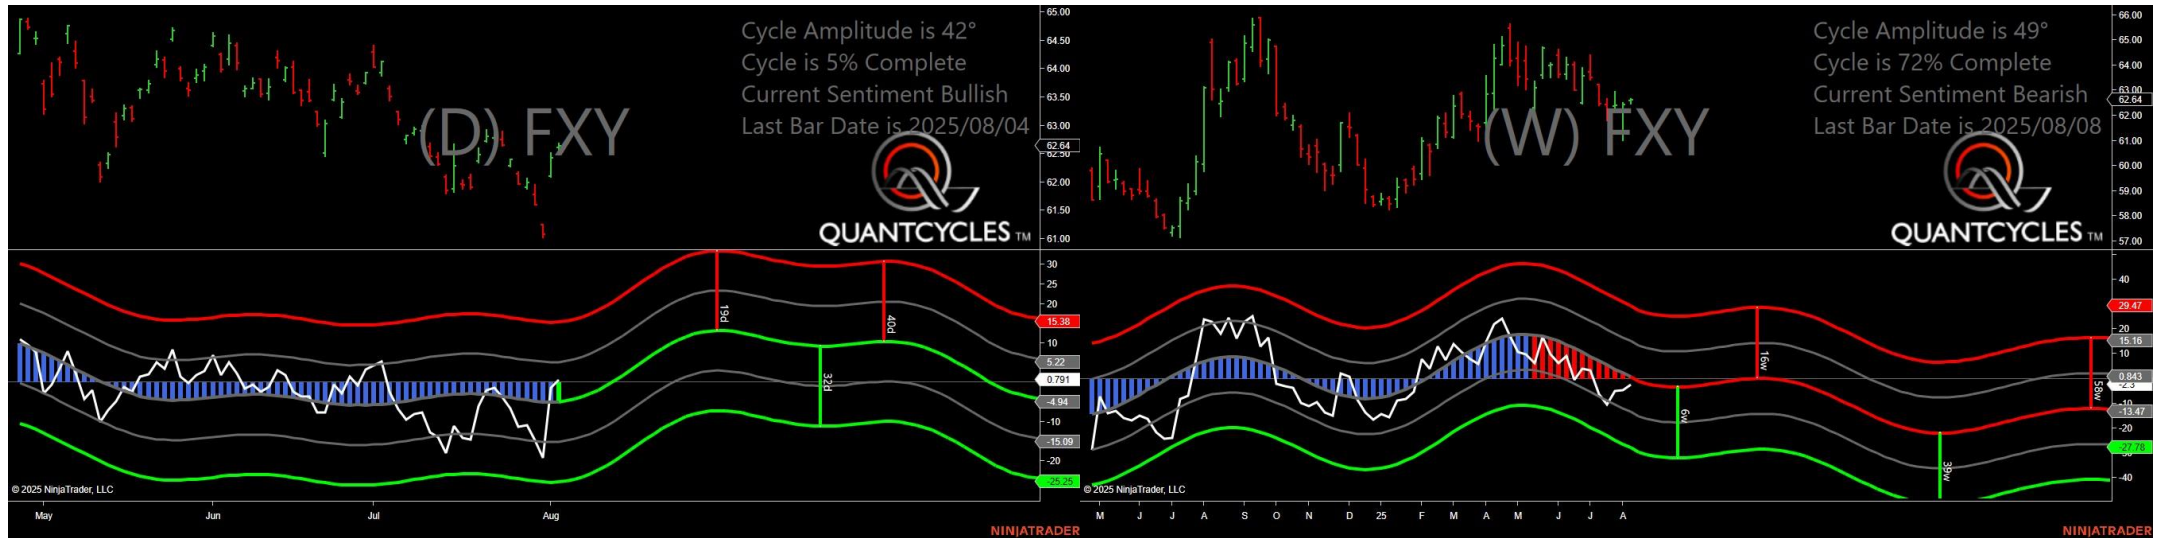 Cycle Amplitude is 42°
Cycle is 5% Complete
Current Sentiment Bullish
Last Bar Date is 2025/08/04
(D) FXY
QUANTCYCLES TM
65.00
64.50
64.00
63.50
63.00
62.64
62.50
62.00
61.50
61.00
19d
40d
32d
30
25
20
15.38
10
5.22
0.791
-4.94
-10
-15.09
-20
-25.25
© 2025 NinjaTrader, LLC
May
Jun
Jul
Aug
NINJATRADER
Cycle Amplitude is 49°
Cycle is 72% Complete
Current Sentiment Bearish
Last Bar Date is 2025/08/08
(W) FXY
QUANTCYCLES TM
66.00
65.00
64.00
63.00
62.64
62.00
61.00
60.00
59.00
58.00
57.00
16w
6w
39w
58w
40
29.47
20
15.16
10
0.843
-2.3
-10
-13.47
-20
-27.78
-40
© 2025 NinjaTrader, LLC
M J J A S O N D 25 F M A M J J A
NINJATRADER